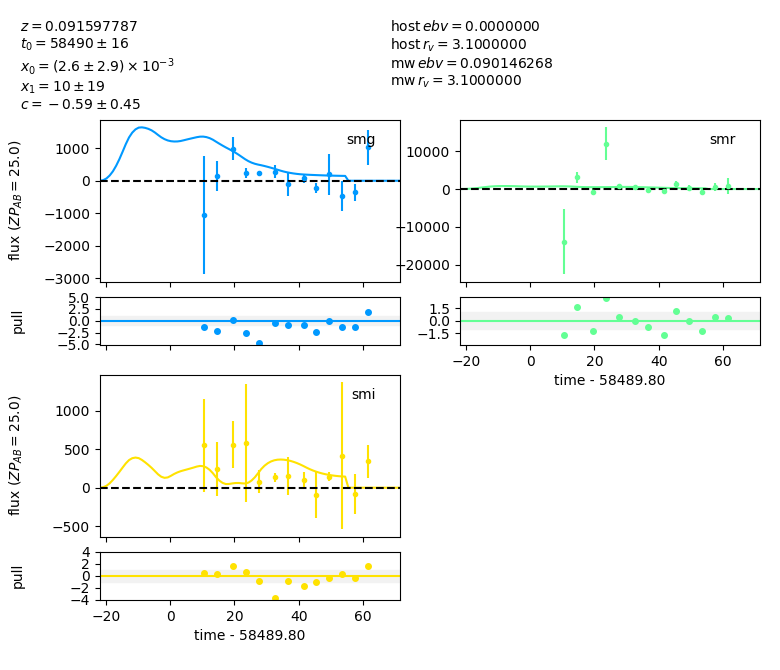 z = 0.091597787
t₀ = 58490 ± 16
x₀ = (2.6 ± 2.9) × 10⁻³
x₁ = 10 ± 19
c = −0.59 ± 0.45
host ebv = 0.0000000
host r_v = 3.1000000
mw ebv = 0.090146268
mw r_v = 3.1000000
smg
flux (ZP_AB = 25.0)
1000
0
−1000
−2000
−3000
smr
10000
0
−10000
−20000
pull
5.0
2.5
0.0
−2.5
−5.0
1.5
0.0
−1.5
−20 0 20 40 60
time - 58489.80
smi
flux (ZP_AB = 25.0)
1000
500
0
−500
pull
4
2
0
−2
−4
−20 0 20 40 60
time - 58489.80